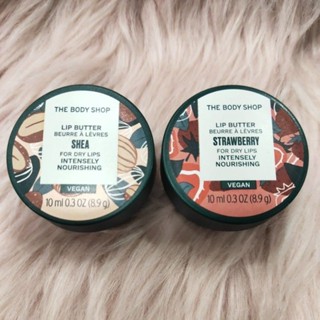 THE BODY SHOP
LIP BUTTER
BEURRE À LÈVRES
SHEA
FOR DRY LIPS
INTENSELY
NOURISHING
VEGAN
10 ml 0.3 OZ (8.9 g)
THE BODY SHOP
LIP BUTTER
BEURRE À LÈVRES
STRAWBERRY
FOR DRY LIPS
INTENSELY
NOURISHING
VEGAN
10 ml 0.3 OZ (8.9 g)